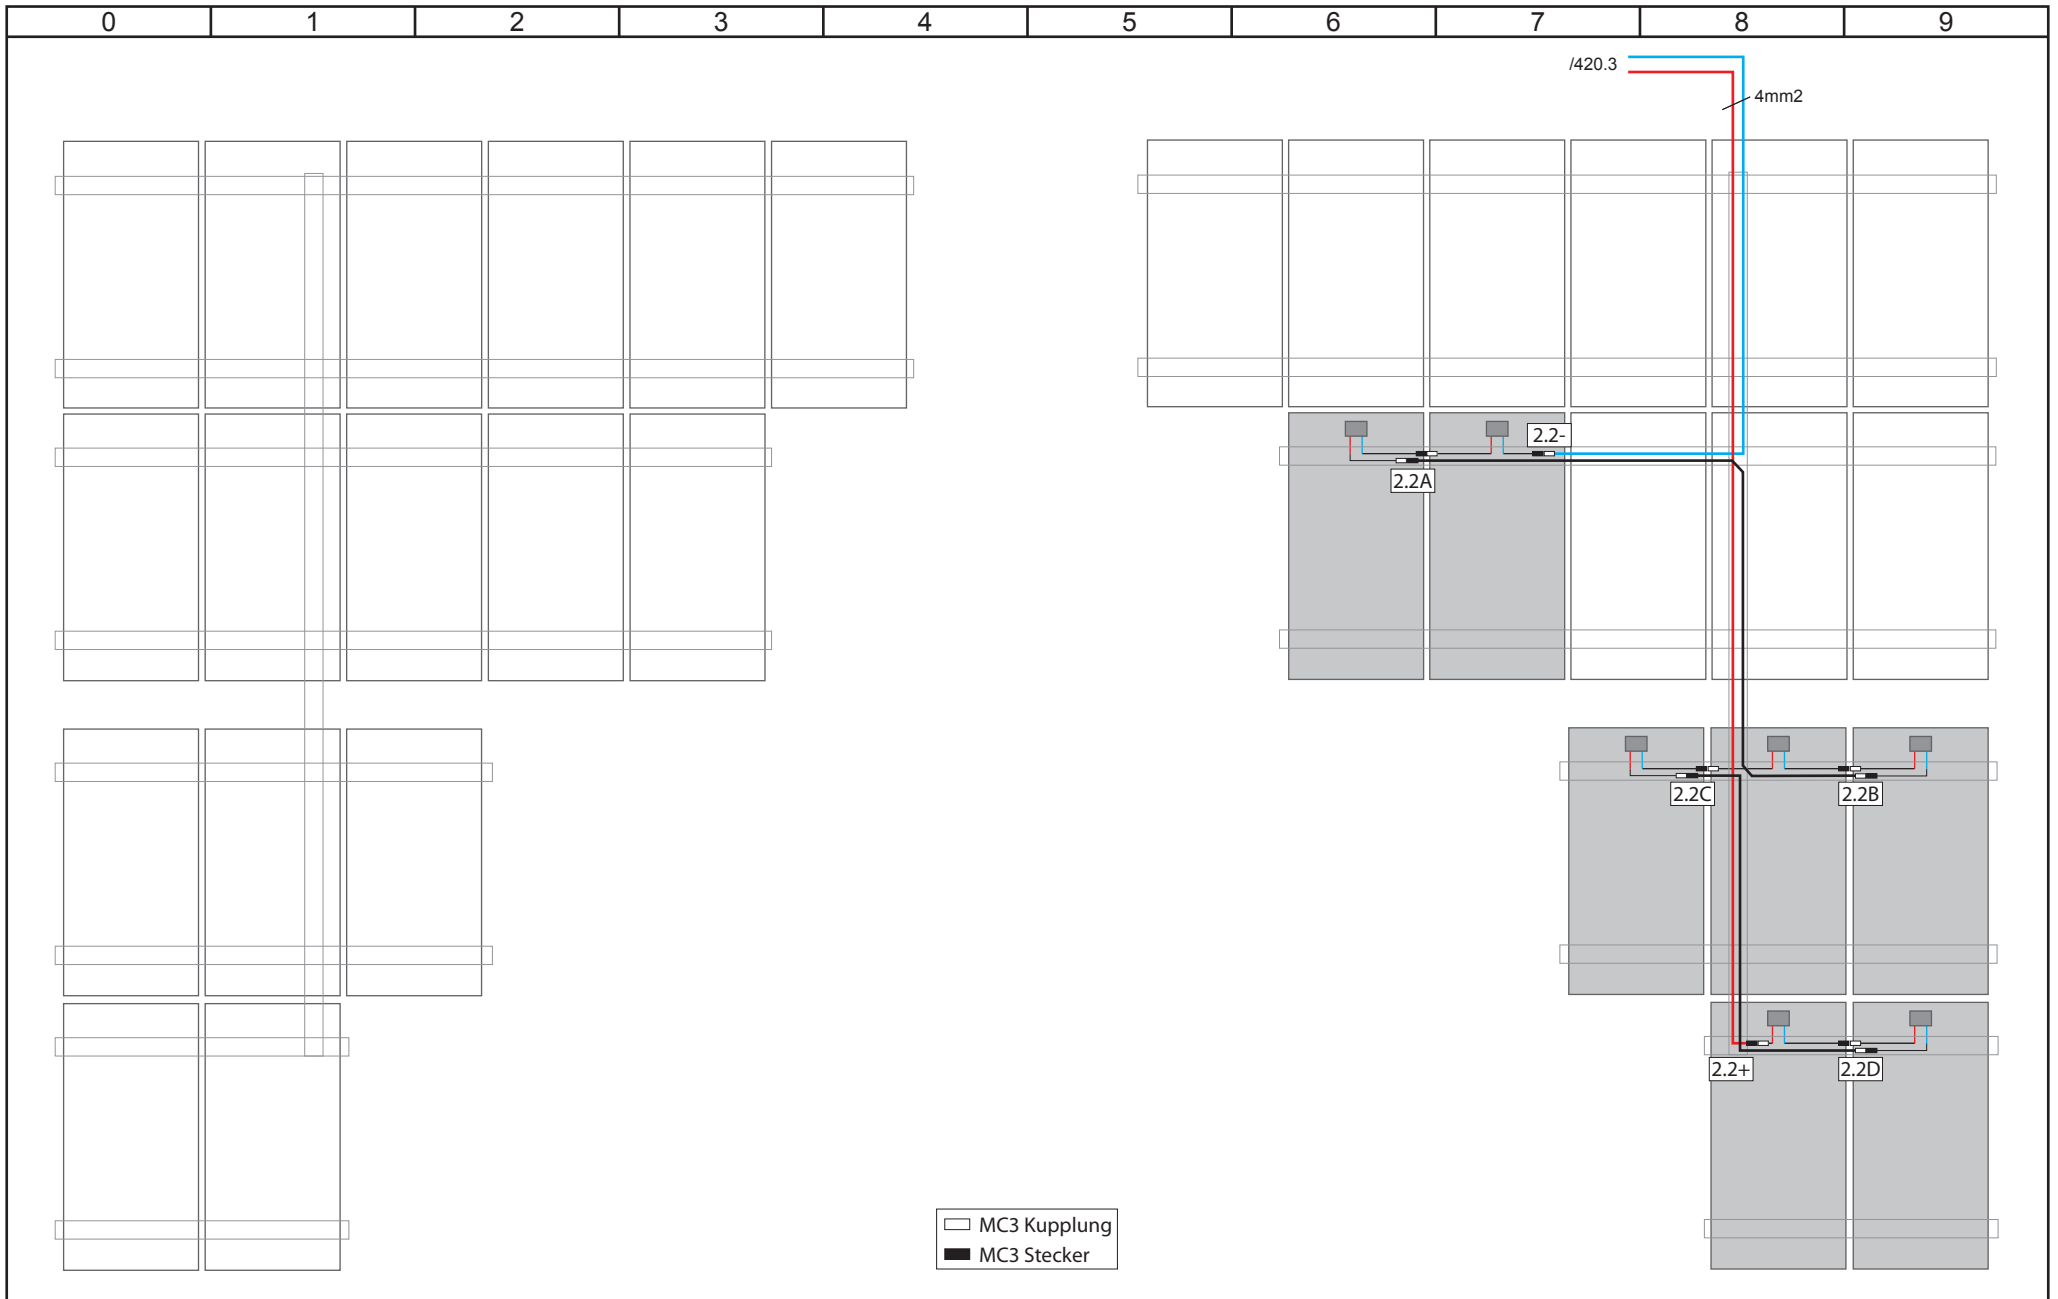 0 1 2 3 4 5 6 7 8 9
/420.3
4mm2
2.2-
2.2A
2.2C 2.2B
2.2+ 2.2D
MC3 Kupplung
MC3 Stecker